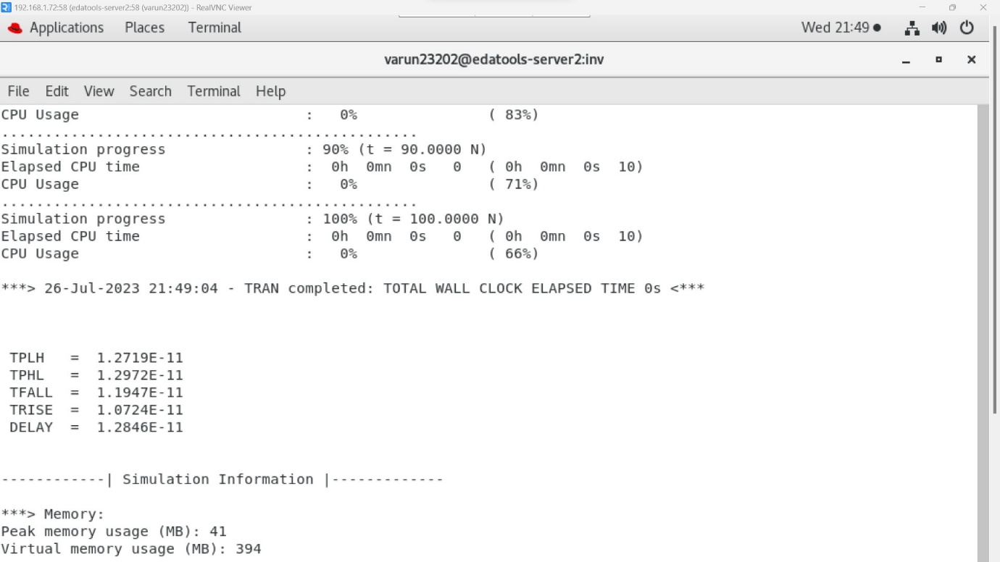 192.168.1.72:58 (edatools-server2:58 (varun23202)) - RealVNC Viewer
Applications Places Terminal Wed 21:49
varun23202@edatools-server2:inv
File Edit View Search Terminal Help
CPU Usage : 0% ( 83%)
................................................
Simulation progress : 90% (t = 90.0000 N)
Elapsed CPU time : 0h 0mn 0s 0 ( 0h 0mn 0s 10)
CPU Usage : 0% ( 71%)
................................................
Simulation progress : 100% (t = 100.0000 N)
Elapsed CPU time : 0h 0mn 0s 0 ( 0h 0mn 0s 10)
CPU Usage : 0% ( 66%)
***> 26-Jul-2023 21:49:04 - TRAN completed: TOTAL WALL CLOCK ELAPSED TIME 0s <***
TPLH = 1.2719E-11
TPHL = 1.2972E-11
TFALL = 1.1947E-11
TRISE = 1.0724E-11
DELAY = 1.2846E-11
------------| Simulation Information |-------------
***> Memory:
Peak memory usage (MB): 41
Virtual memory usage (MB): 394